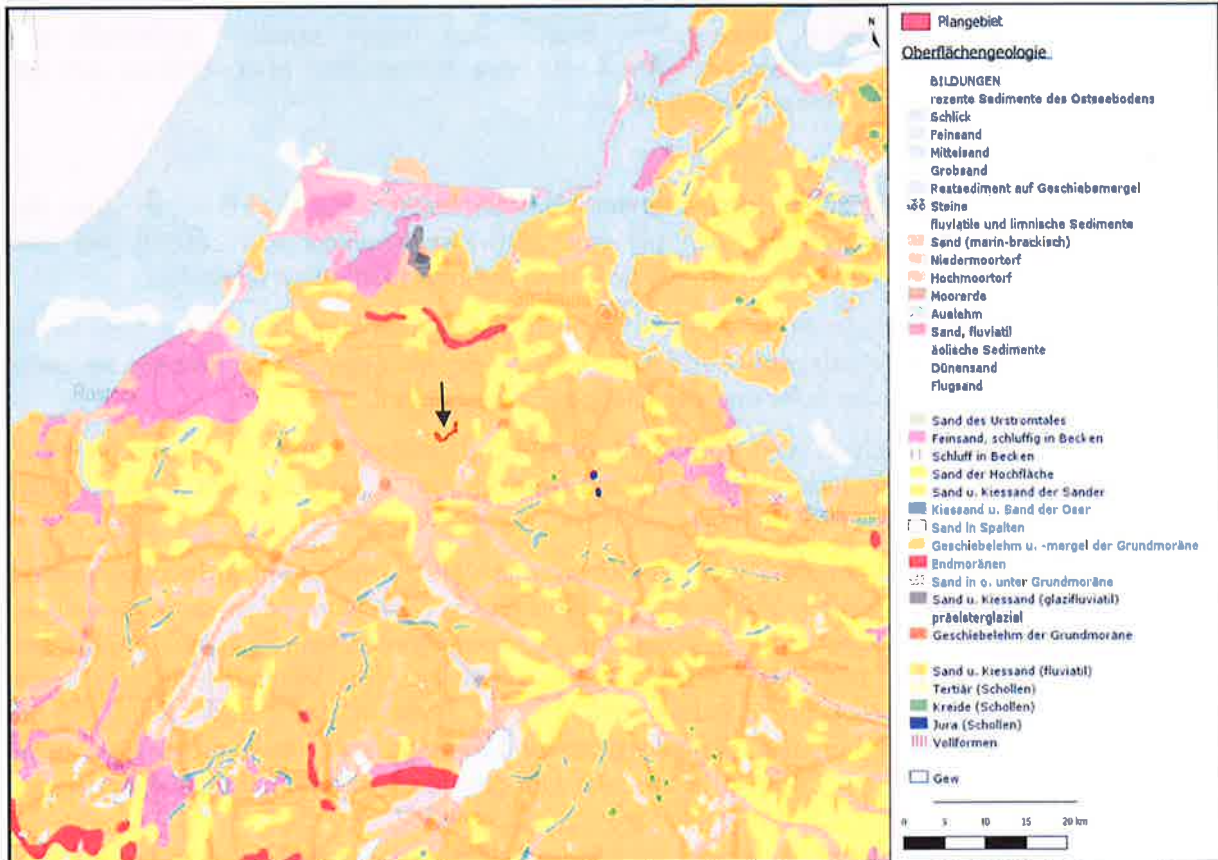 N
Rostock
Plangebiet
Oberflächengeologie
BILDUNGEN
rezente Sedimente des Ostseebodens
Schlick
Feinsand
Mittelsand
Grobsand
Restsediment auf Geschiebemergel
Steine
fluviatile und limnische Sedimente
Sand (marin-brackisch)
Niedermoortorf
Hochmoortorf
Moorerde
Auelehm
Sand, fluviatil
äolische Sedimente
Dünensand
Flugsand
Sand des Urstromtales
Feinsand, schluffig in Becken
Schluff in Becken
Sand der Hochfläche
Sand u. Kiessand der Sander
Kiessand u. Sand der Oser
Sand in Spalten
Geschiebelehm u. -mergel der Grundmoräne
Endmoränen
Sand in o. unter Grundmoräne
Sand u. Kiessand (glazifluviatil)
präelsterglazial
Geschiebelehm der Grundmoräne
Sand u. Kiessand (fluviatil)
Tertiär (Schollen)
Kreide (Schollen)
Jura (Schollen)
Vollformen
Gew
0 5 10 15 20 km